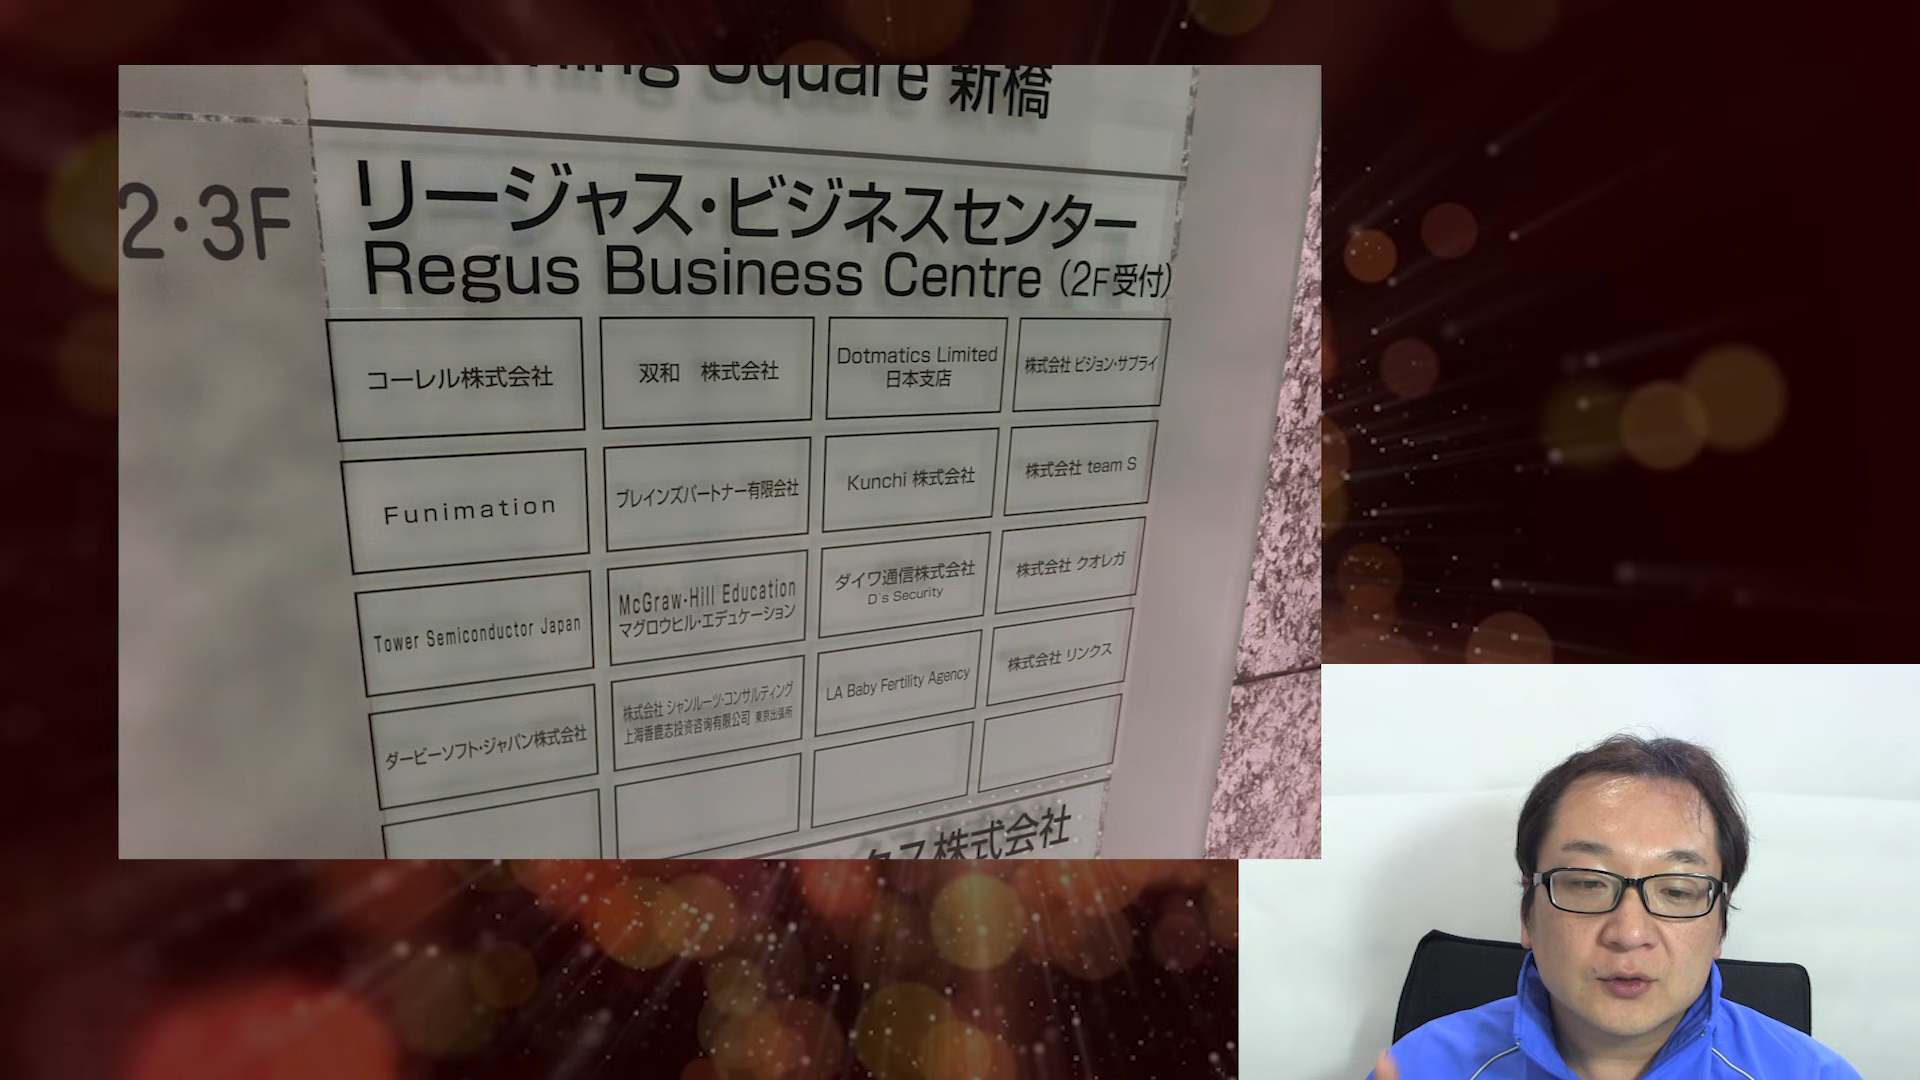 Learning Square 新橋
2・3F
リージャス・ビジネスセンター
Regus Business Centre (2F受付)
コーレル株式会社
双和 株式会社
Dotmatics Limited
日本支店
株式会社 ビジョン・サプライ
Funimation
ブレインズパートナー有限会社
Kunchi 株式会社
株式会社 team S
Tower Semiconductor Japan
McGraw-Hill Education
マグロウヒル・エデュケーション
ダイワ通信株式会社
D's Security
株式会社 クオレガ
ダービーソフト・ジャパン株式会社
株式会社 シャンルーツ・コンサルティング
上海香鹿志投资咨询有限公司 東京出張所
LA Baby Fertility Agency
株式会社 リンクス
クス株式会社